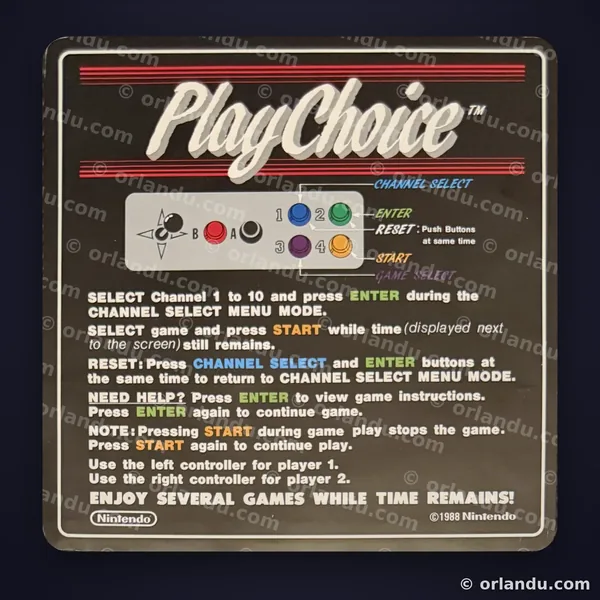 PlayChoice™
CHANNEL SELECT
1 2 ENTER
B A RESET: Push Buttons
at same time
3 4 START
GAME SELECT
SELECT Channel 1 to 10 and press ENTER during the
CHANNEL SELECT MENU MODE.
SELECT game and press START while time (displayed next
to the screen) still remains.
RESET: Press CHANNEL SELECT and ENTER buttons at
the same time to return to CHANNEL SELECT MENU MODE.
NEED HELP? Press ENTER to view game instructions.
Press ENTER again to continue game.
NOTE: Pressing START during game play stops the game.
Press START again to continue play.
Use the left controller for player 1.
Use the right controller for player 2.
ENJOY SEVERAL GAMES WHILE TIME REMAINS!
Nintendo ©1988 Nintendo
© orlandu.com